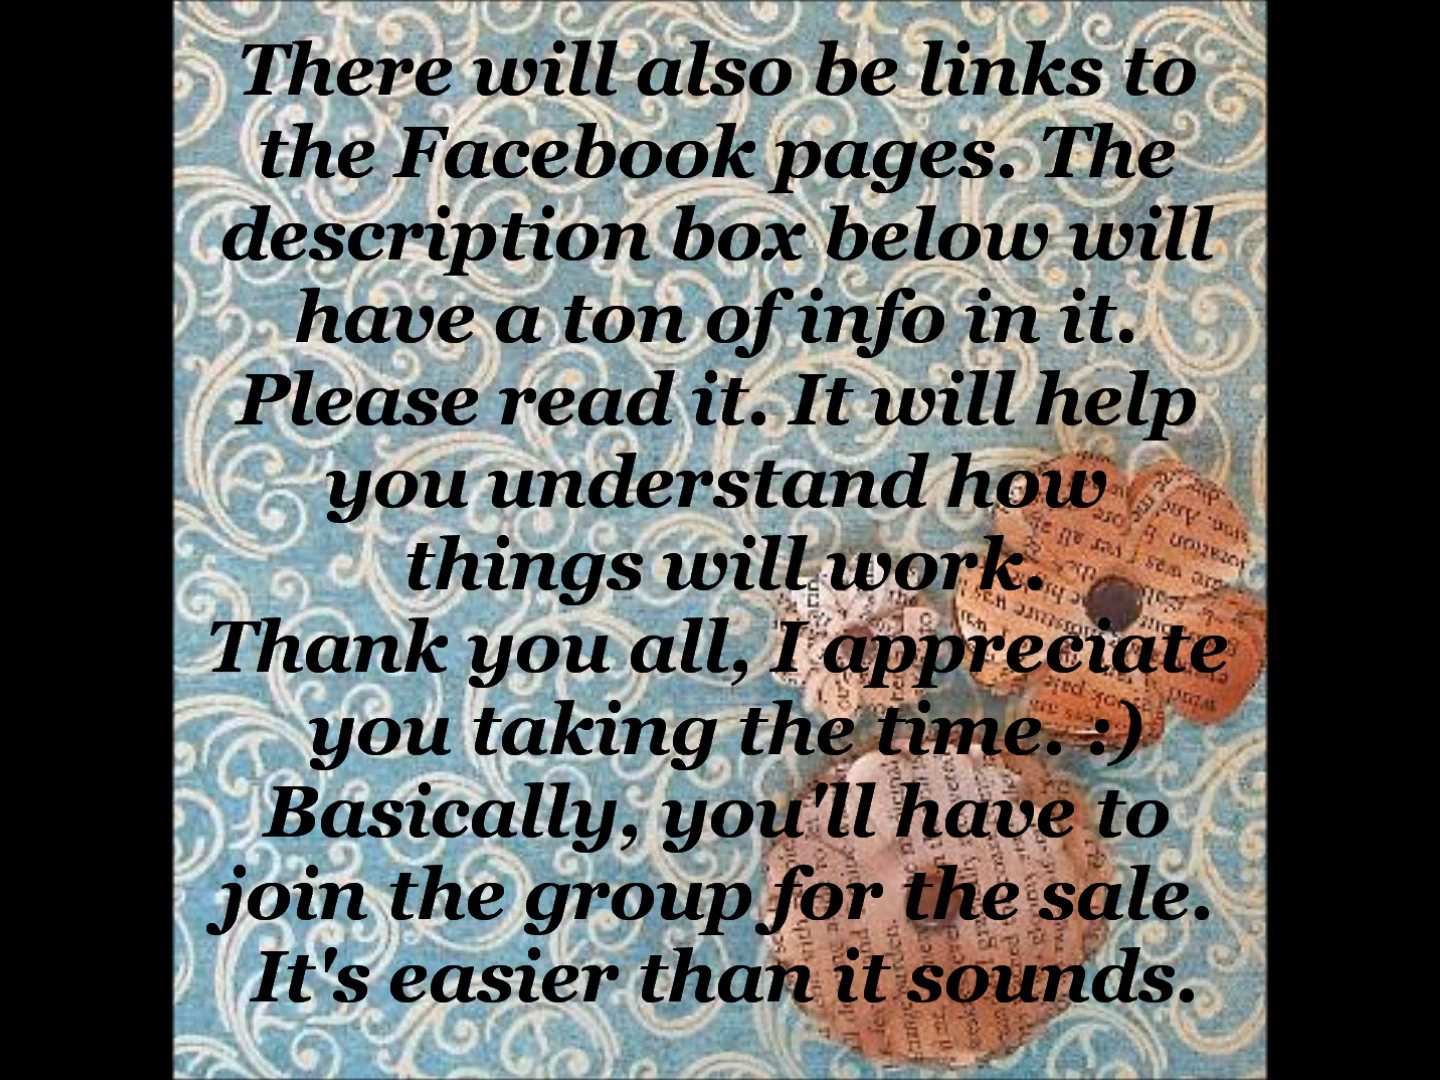 There will also be links to
the Facebook pages. The
description box below will
have a ton of info in it.
Please read it. It will help
you understand how
things will work.
Thank you all, I appreciate
you taking the time. :)
Basically, you'll have to
join the group for the sale.
It's easier than it sounds.